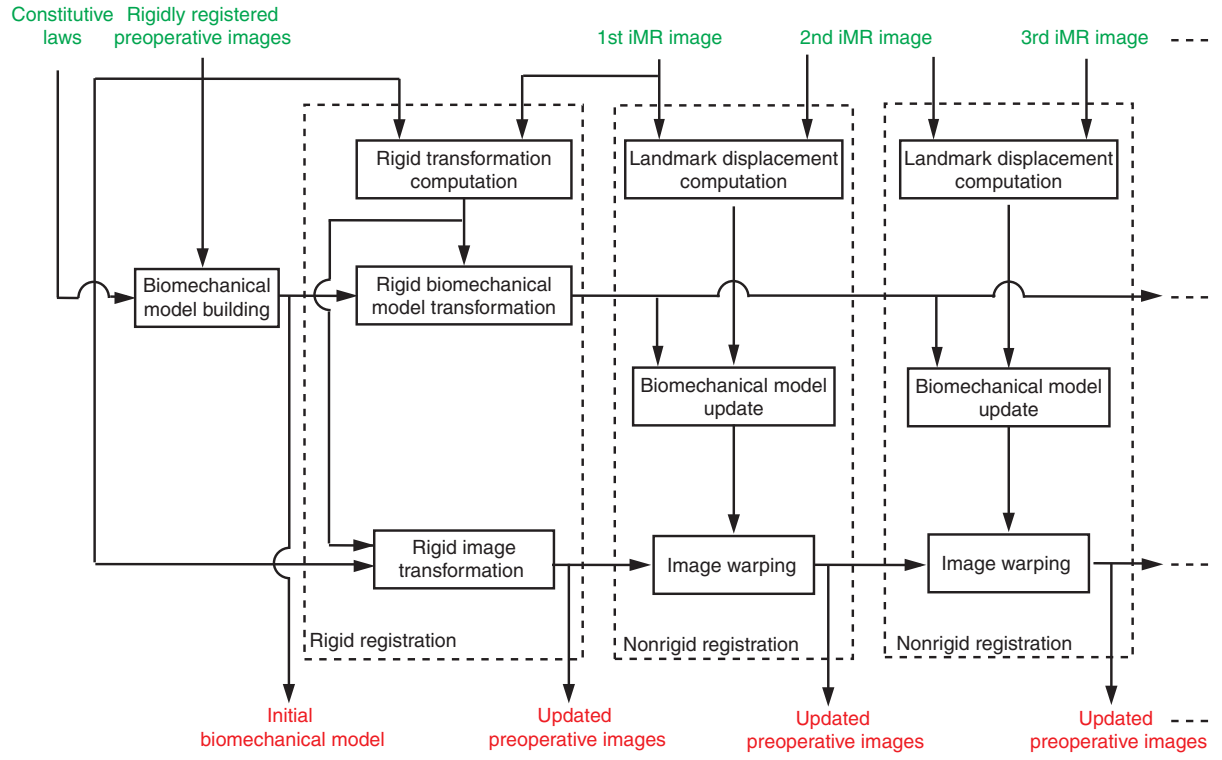 Constitutive
laws
Rigidly registered
preoperative images
1st iMR image
2nd iMR image
3rd iMR image
Rigid transformation
computation
Landmark displacement
computation
Landmark displacement
computation
Biomechanical
model building
Rigid biomechanical
model transformation
Biomechanical model
update
Biomechanical model
update
Rigid image
transformation
Image warping
Image warping
Rigid registration
Nonrigid registration
Nonrigid registration
Initial
biomechanical model
Updated
preoperative images
Updated
preoperative images
Updated
preoperative images